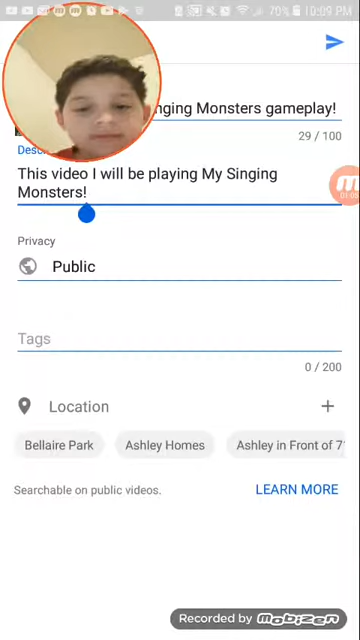 70% 10:09 PM
nging Monsters gameplay!
29 / 100
Desc
This video I will be playing My Singing
Monsters!
Privacy
Public
Tags
0 / 200
Location
Bellaire Park
Ashley Homes
Ashley in Front of 7
Searchable on public videos.
LEARN MORE
Recorded by mobizen